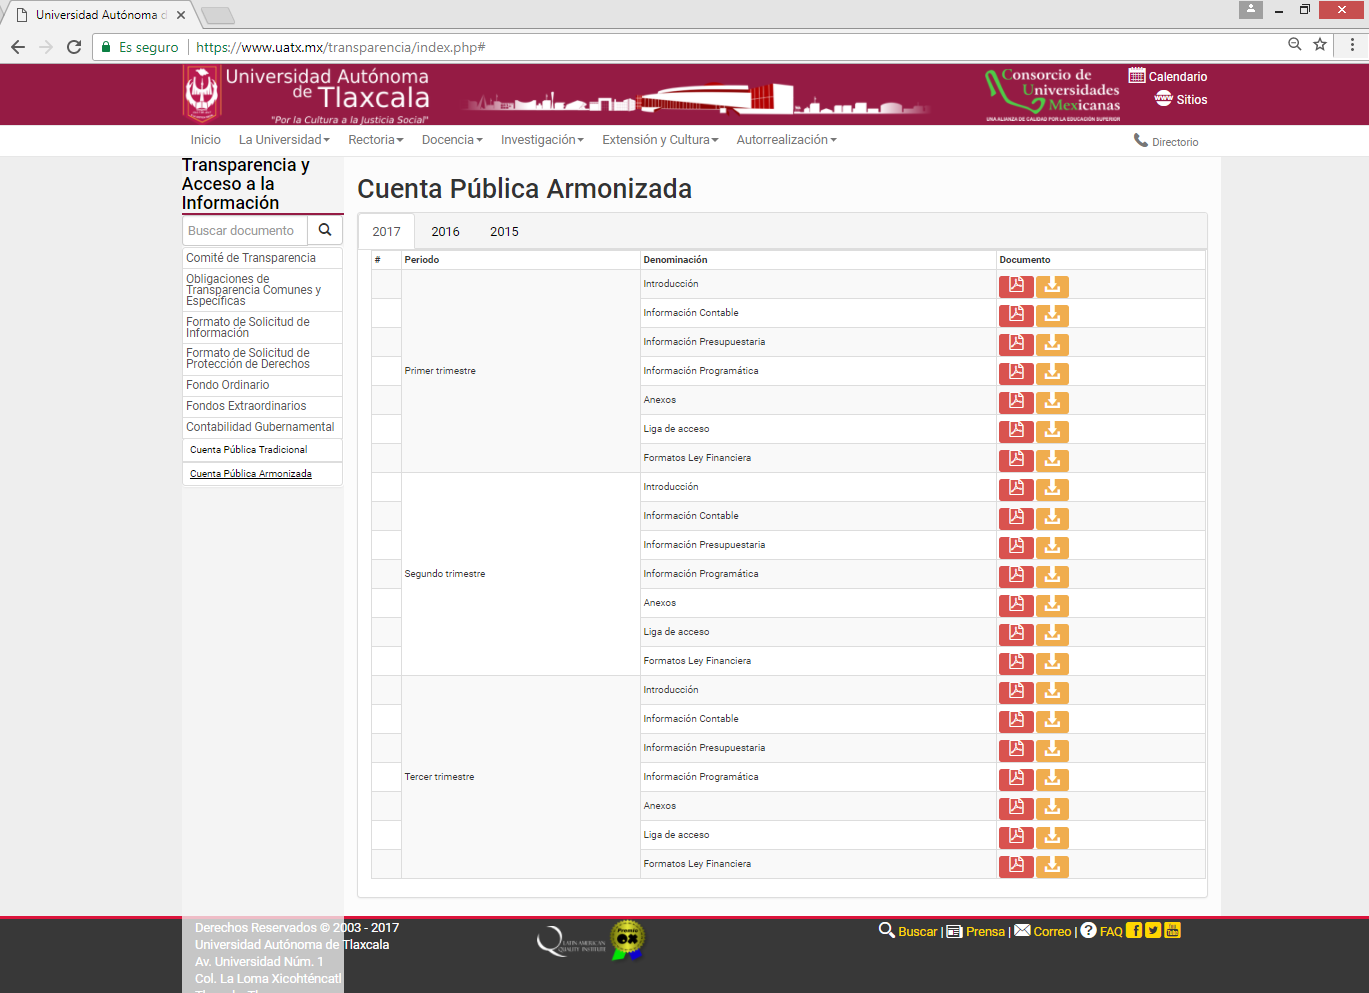 Universidad Autónoma d
Es seguro
https://www.uatx.mx/transparencia/index.php#
Universidad Autónoma
de Tlaxcala
"Por la Cultura a la Justicia Social"
Consorcio de
Universidades
Mexicanas
UNA ALIANZA DE CALIDAD POR LA EDUCACIÓN SUPERIOR
Calendario
www Sitios
Inicio La Universidad Rectoria Docencia Investigación Extensión y Cultura Autorrealización Directorio
Transparencia y
Acceso a la
Información
Buscar documento
Comité de Transparencia
Obligaciones de
Transparencia Comunes y
Específicas
Formato de Solicitud de
Información
Formato de Solicitud de
Protección de Derechos
Fondo Ordinario
Fondos Extraordinarios
Contabilidad Gubernamental
Cuenta Pública Tradicional
Cuenta Pública Armonizada
Cuenta Pública Armonizada
2017 2016 2015
# Periodo Denominación Documento
Introducción
Información Contable
Información Presupuestaria
Primer trimestre Información Programática
Anexos
Liga de acceso
Formatos Ley Financiera
Introducción
Información Contable
Información Presupuestaria
Segundo trimestre Información Programática
Anexos
Liga de acceso
Formatos Ley Financiera
Introducción
Información Contable
Información Presupuestaria
Tercer trimestre Información Programática
Anexos
Liga de acceso
Formatos Ley Financiera
Derechos Reservados © 2003 - 2017
Universidad Autónoma de Tlaxcala
Av. Universidad Núm. 1
Col. La Loma Xicohténcatl
LATIN AMERICAN
QUALITY INSTITUTE
Premio
Buscar | Prensa | Correo | ? FAQ